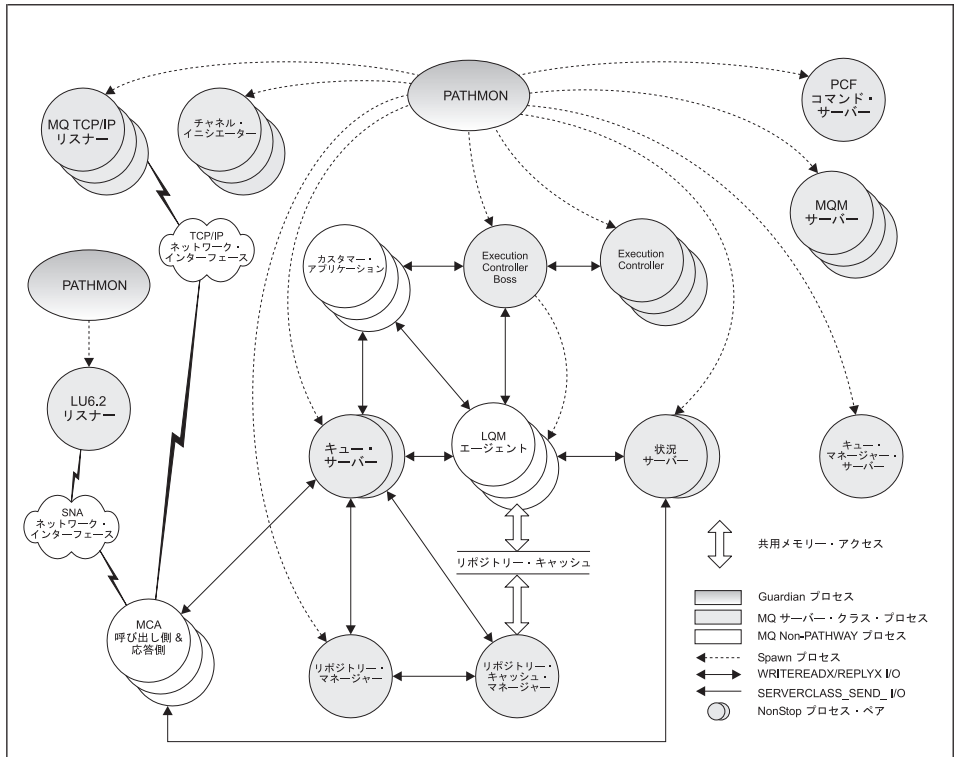 PATHMON
PCF
コマンド・
サーバー
MQ TCP/IP
リスナー
チャネル・
イニシエーター
MQM
サーバー
TCP/IP
ネットワーク・
インターフェース
カスタマー・
アプリケーション
Execution
Controller
Boss
Execution
Controller
PATHMON
LU6.2
リスナー
キュー・
サーバー
LQM
エージェント
状況
サーバー
キュー・
マネージャー・
サーバー
SNA
ネットワーク・
インターフェース
共用メモリー・アクセス
リポジトリー・キャッシュ
MCA
呼び出し側 &
応答側
リポジトリー・
マネージャー
リポジトリー・
キャッシュ・
マネージャー
Guardian プロセス
MQ サーバー・クラス・プロセス
MQ Non-PATHWAY プロセス
Spawn プロセス
WRITEREADX/REPLYX I/O
SERVERCLASS_SEND_ I/O
NonStop プロセス・ペア